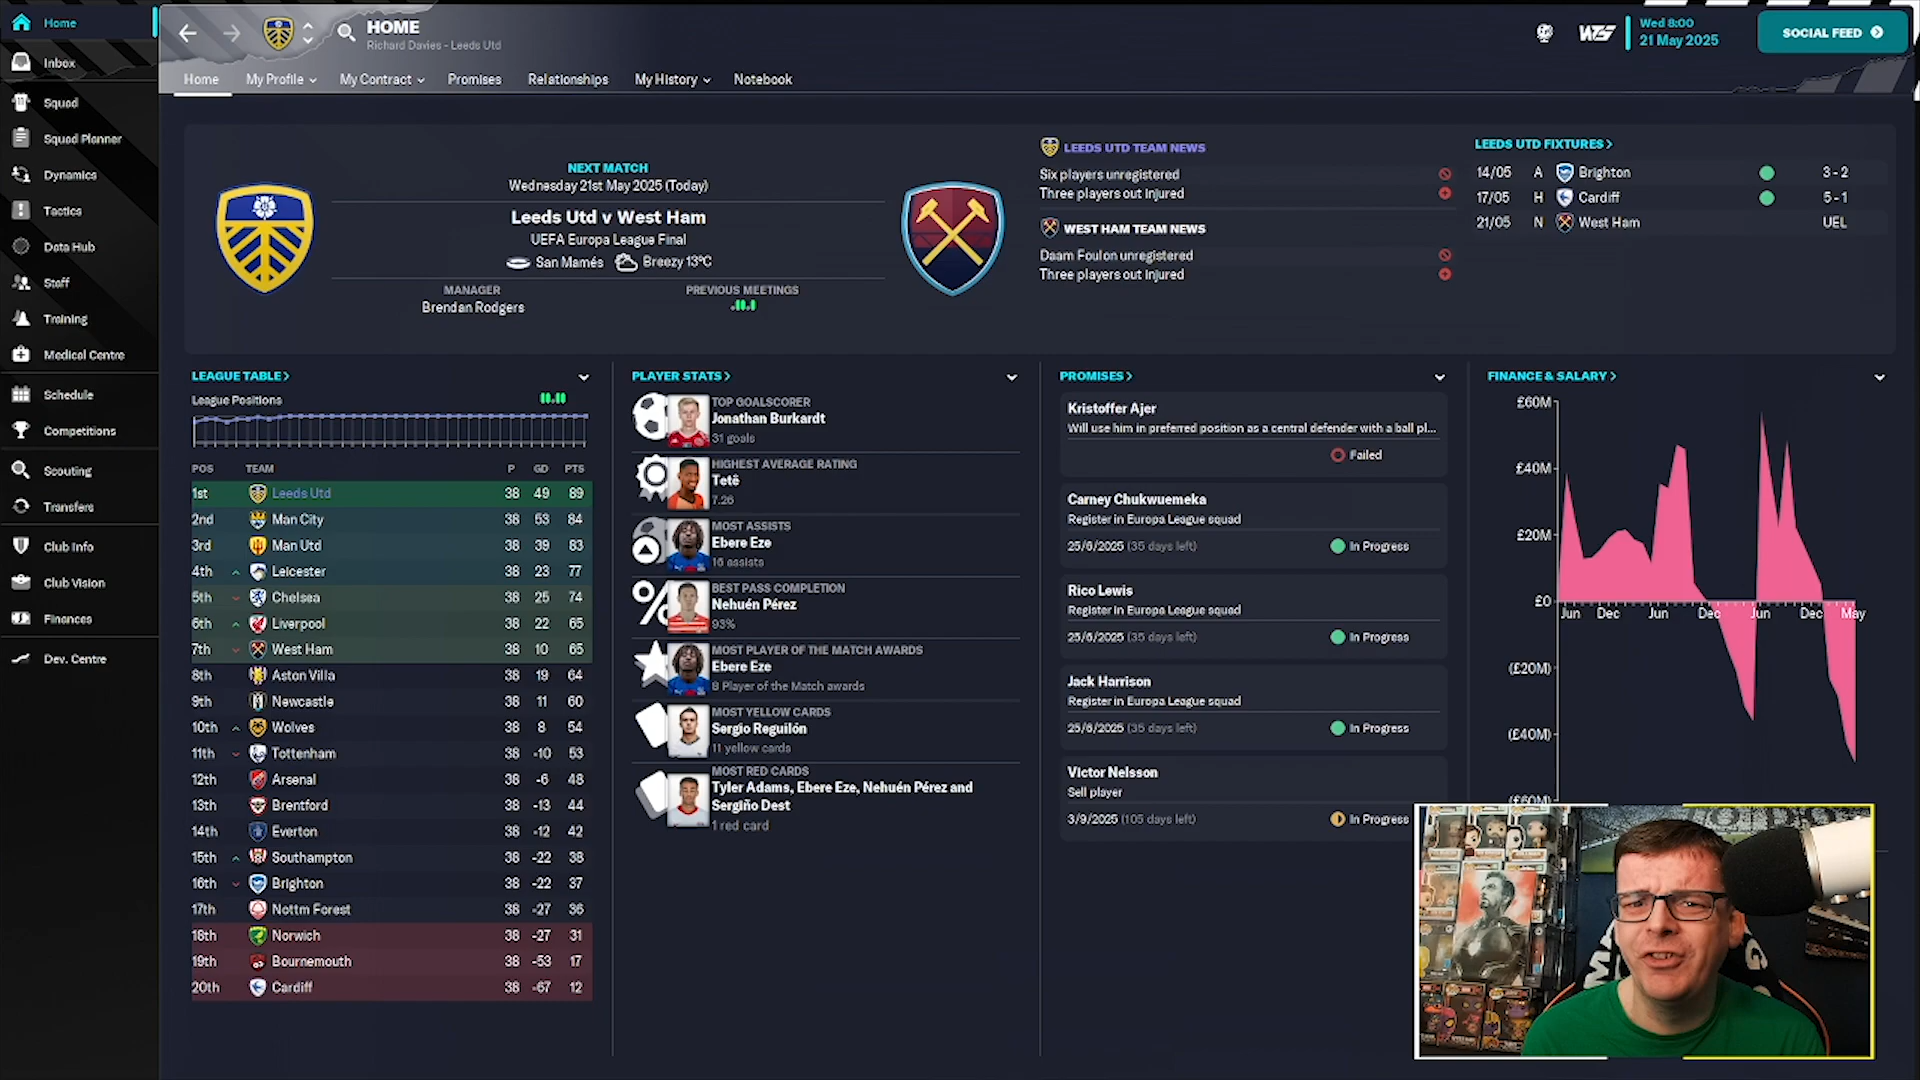 Home
Inbox
Squad
Squad Planner
Dynamics
Tactics
Data Hub
Staff
Training
Medical Centre
Schedule
Competitions
Scouting
Transfers
Club Info
Club Vision
Finances
Dev. Centre
HOME
Richard Davies - Leeds Utd
Wed 8:00
21 May 2025
SOCIAL FEED
Home My Profile My Contract Promises Relationships My History Notebook
NEXT MATCH
Wednesday 21st May 2025 (Today)
Leeds Utd v West Ham
UEFA Europa League Final
San Mamés Breezy 13°C
MANAGER
Brendan Rodgers
PREVIOUS MEETINGS
LEEDS UTD TEAM NEWS
Six players unregistered
Three players out injured
WEST HAM TEAM NEWS
Daam Foulon unregistered
Three players out injured
LEEDS UTD FIXTURES
14/05 A Brighton 3 - 2
17/05 H Cardiff 5 - 1
21/05 N West Ham UEL
LEAGUE TABLE
League Positions
POS TEAM P GD PTS
1st Leeds Utd 38 49 89
2nd Man City 38 53 84
3rd Man Utd 38 39 83
4th Leicester 38 23 77
5th Chelsea 38 25 74
6th Liverpool 38 22 65
7th West Ham 38 10 65
8th Aston Villa 38 19 64
9th Newcastle 38 11 60
10th Wolves 38 8 54
11th Tottenham 38 -10 53
12th Arsenal 38 -6 48
13th Brentford 38 -13 44
14th Everton 38 -12 42
15th Southampton 38 -22 38
16th Brighton 38 -22 37
17th Nottm Forest 38 -27 36
18th Norwich 38 -27 31
19th Bournemouth 38 -53 17
20th Cardiff 38 -67 12
PLAYER STATS
TOP GOALSCORER
Jonathan Burkardt
31 goals
HIGHEST AVERAGE RATING
Tetê
7.26
MOST ASSISTS
Ebere Eze
16 assists
BEST PASS COMPLETION
Nehuén Pérez
93%
MOST PLAYER OF THE MATCH AWARDS
Ebere Eze
8 Player of the Match awards
MOST YELLOW CARDS
Sergio Reguilón
11 yellow cards
MOST RED CARDS
Tyler Adams, Ebere Eze, Nehuén Pérez and
Sergiño Dest
1 red card
PROMISES
Kristoffer Ajer
Will use him in preferred position as a central defender with a ball pl...
Failed
Carney Chukwuemeka
Register in Europa League squad
25/6/2025 (35 days left) In Progress
Rico Lewis
Register in Europa League squad
25/6/2025 (35 days left) In Progress
Jack Harrison
Register in Europa League squad
25/6/2025 (35 days left) In Progress
Victor Nelsson
Sell player
3/9/2025 (105 days left) In Progress
FINANCE & SALARY
£60M
£40M
£20M
£0
Jun Dec Jun Dec Jun Dec May
(£20M)
(£40M)
(£60M)